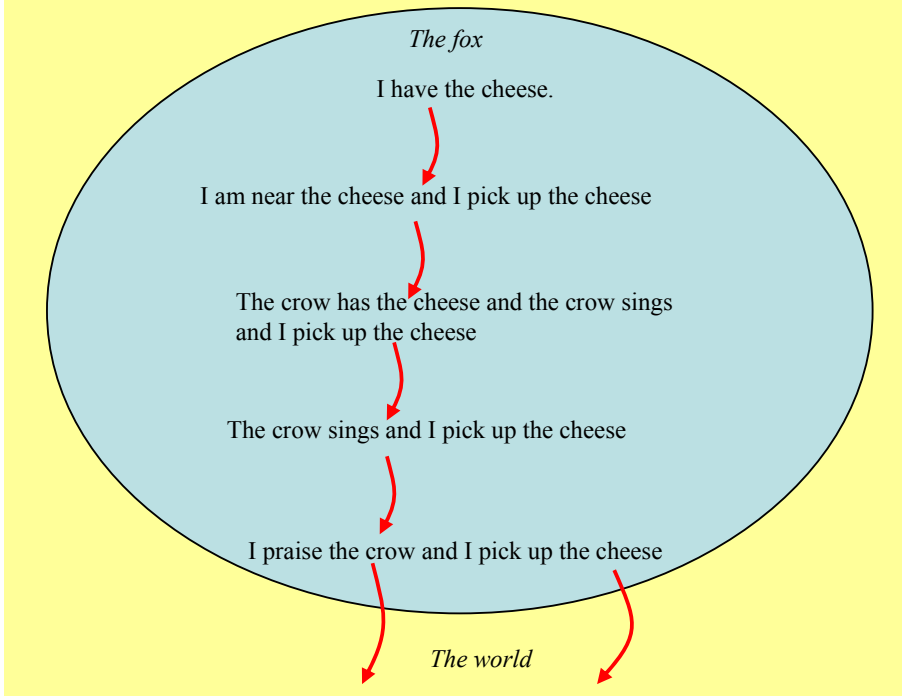 The fox
I have the cheese.
I am near the cheese and I pick up the cheese
The crow has the cheese and the crow sings
and I pick up the cheese
The crow sings and I pick up the cheese
I praise the crow and I pick up the cheese
The world